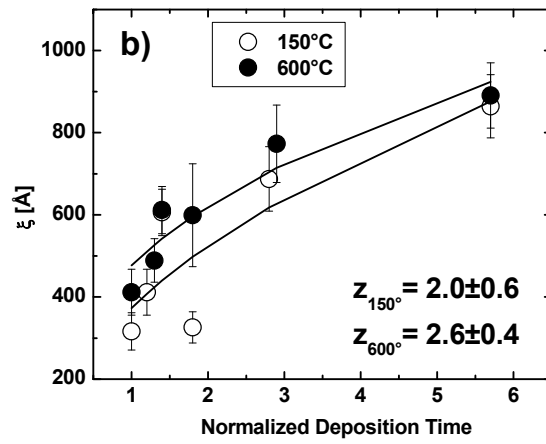 b)
150°C
600°C
1000
800
600
400
200
ξ [Å]
z150° = 2.0±0.6
z600° = 2.6±0.4
1 2 3 4 5 6
Normalized Deposition Time